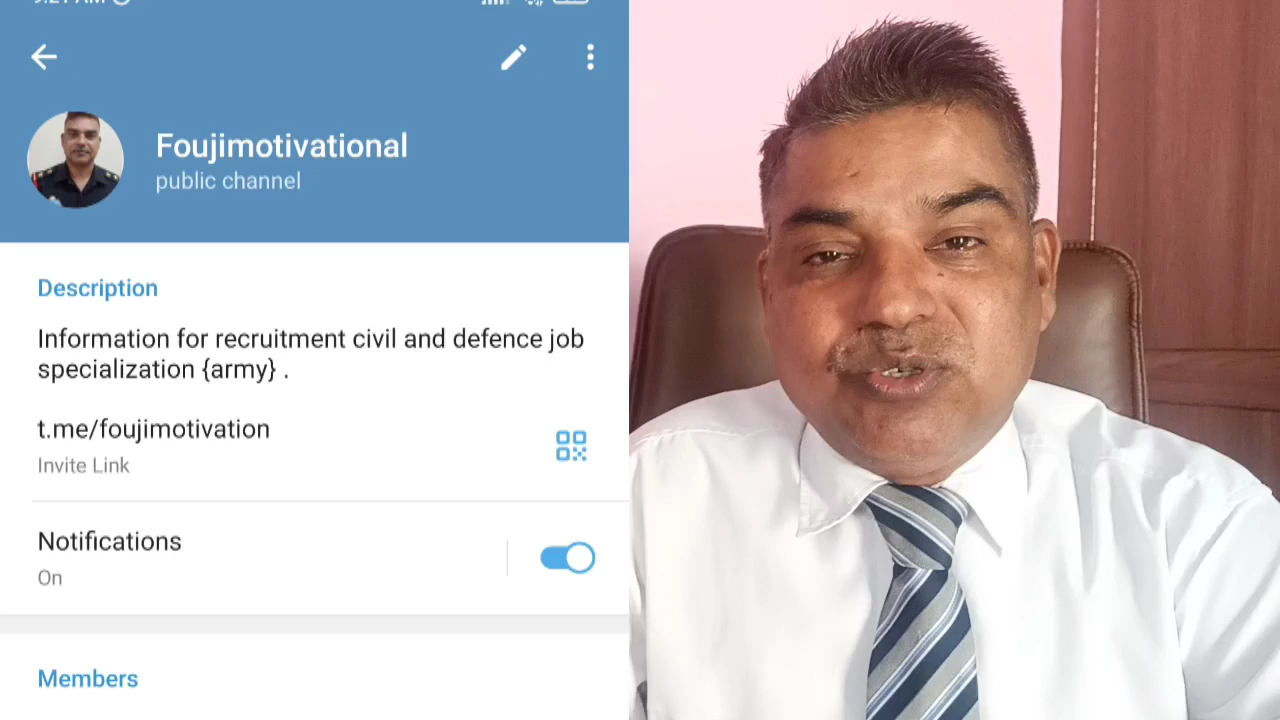 Foujimotivational
public channel
Description
Information for recruitment civil and defence job
specialization {army} .
t.me/foujimotivation
Invite Link
Notifications
On
Members